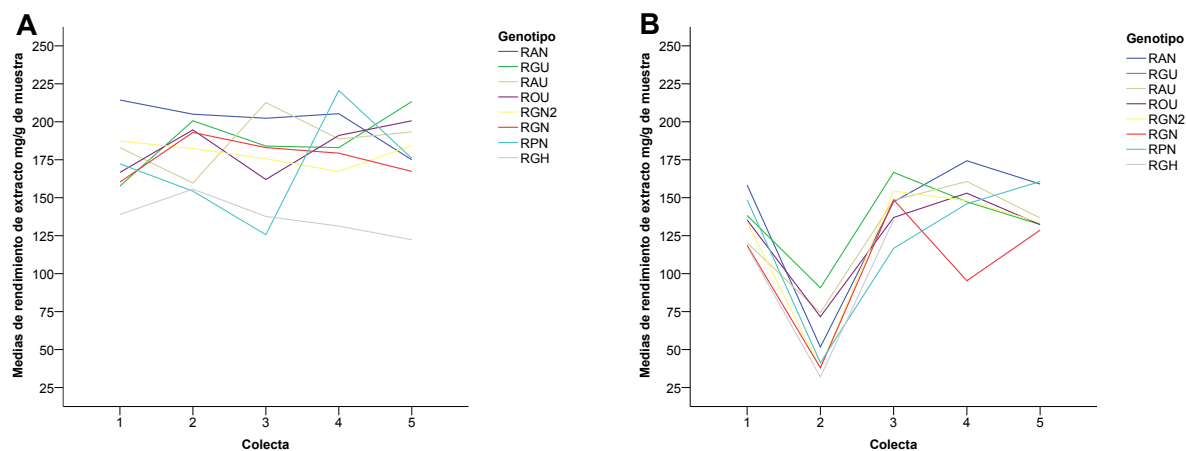 A
Medias de rendimiento de extracto mg/g de muestra
250
225
200
175
150
125
100
75
50
25
1 2 3 4 5
Colecta
Genotipo
RAN
RGU
RAU
ROU
RGN2
RGN
RPN
RGH
B
Medias de rendimiento de extracto mg/g de muestra
250
225
200
175
150
125
100
75
50
25
1 2 3 4 5
Colecta
Genotipo
RAN
RGU
RAU
ROU
RGN2
RGN
RPN
RGH